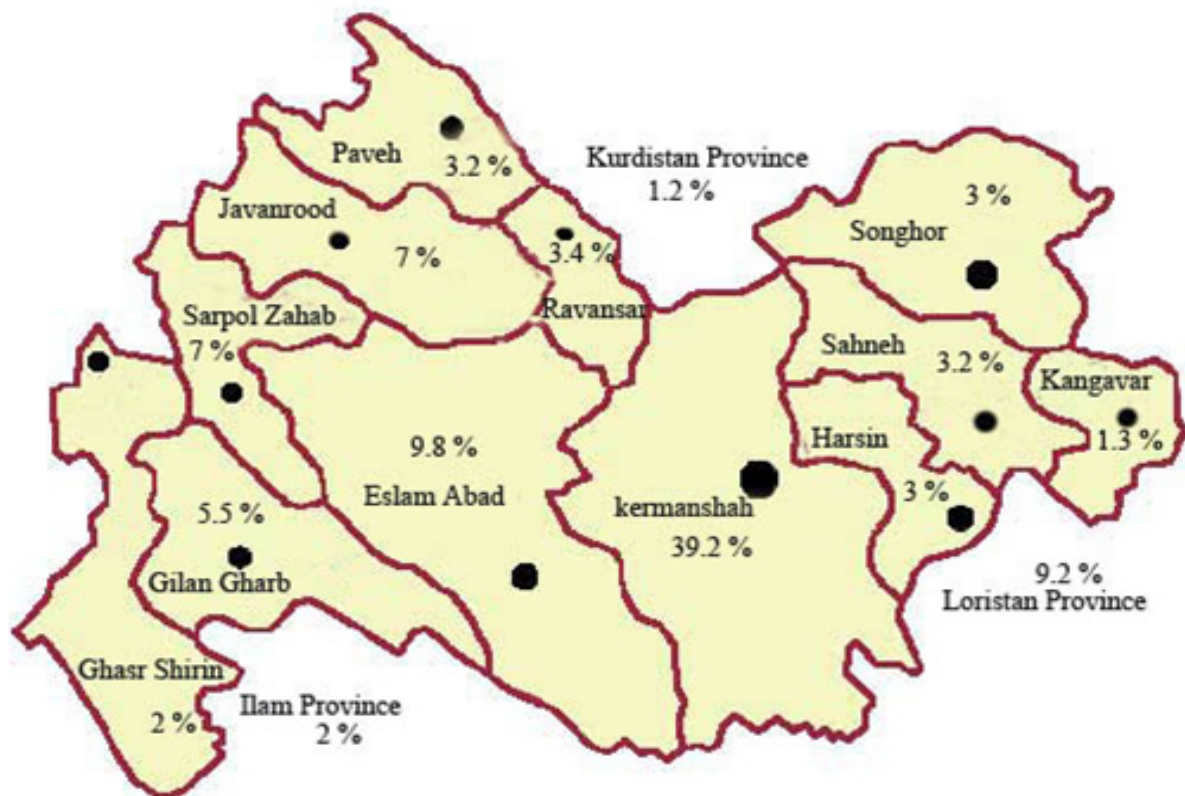 Paveh
3.2 %
Kurdistan Province
1.2 %
Javanrood
7 %
3.4 %
Ravansar
3 %
Songhor
Sarpol Zahab
7 %
Sahneh
3.2 %
Kangavar
1.3 %
Harsin
3 %
9.8 %
Eslam Abad
kermanshah
39.2 %
5.5 %
Gilan Gharb
9.2 %
Loristan Province
Ghasr Shirin
2 %
Ilam Province
2 %